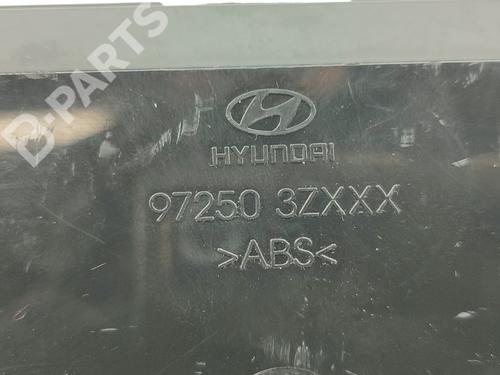 D-PARTS
HYUNDAI
97250 3ZXXX
>ABS<